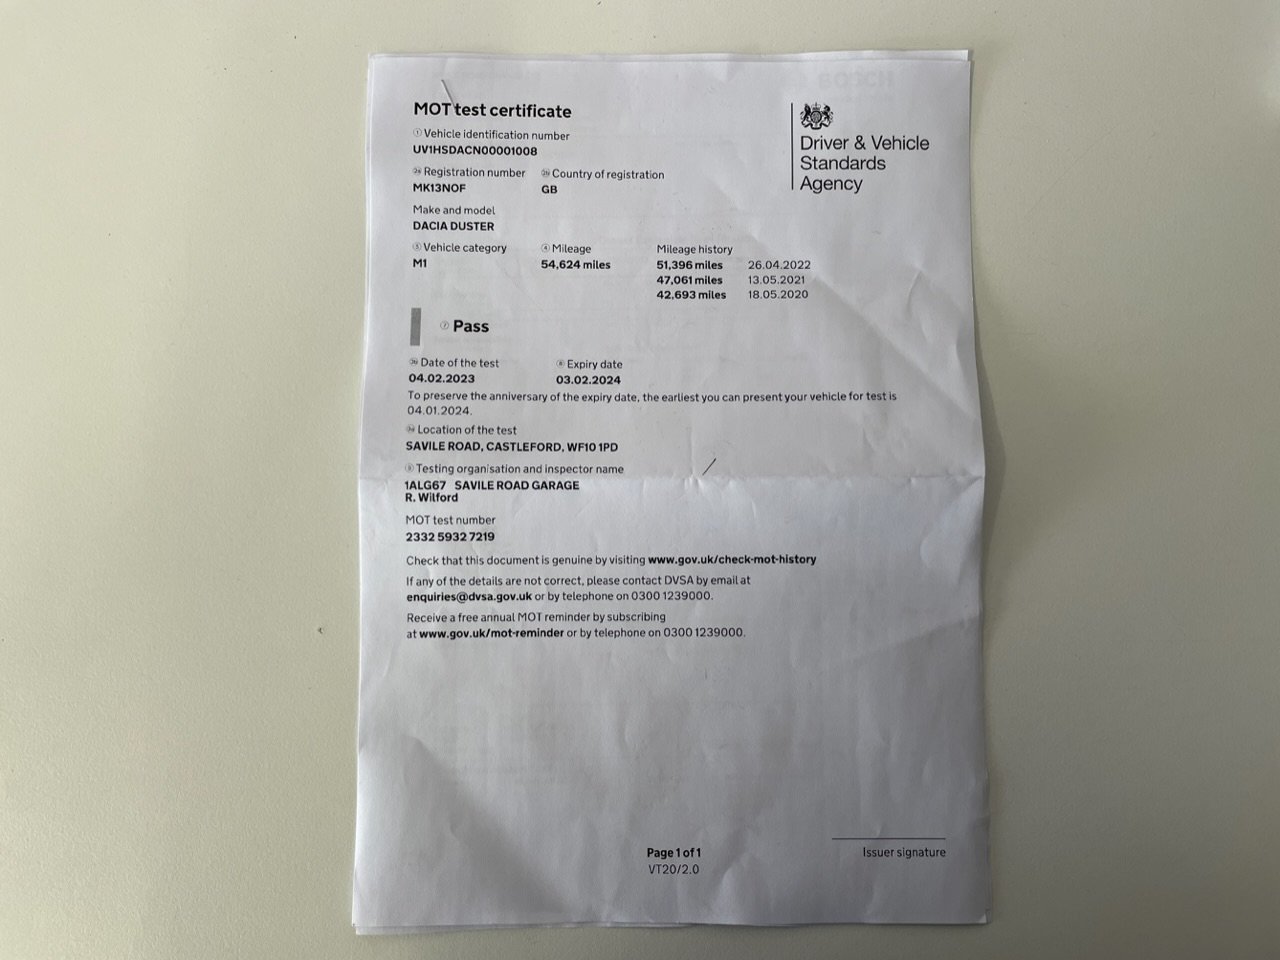 MOT test certificate
1 Vehicle identification number
UV1HSDACN00001008
Registration number Country of registration
MK13NOF GB
Make and model
DACIA DUSTER
Vehicle category 4 Mileage Mileage history
M1 54,624 miles 51,396 miles 26.04.2022
47,061 miles 13.05.2021
42,693 miles 18.05.2020
7 Pass
Date of the test Expiry date
04.02.2023 03.02.2024
To preserve the anniversary of the expiry date, the earliest you can present your vehicle for test is
04.01.2024.
Location of the test
SAVILE ROAD, CASTLEFORD, WF10 1PD
Testing organisation and inspector name
1ALG67 SAVILE ROAD GARAGE
R. Wilford
MOT test number
2332 5932 7219
Check that this document is genuine by visiting www.gov.uk/check-mot-history
If any of the details are not correct, please contact DVSA by email at
enquiries@dvsa.gov.uk or by telephone on 0300 1239000.
Receive a free annual MOT reminder by subscribing
at www.gov.uk/mot-reminder or by telephone on 0300 1239000.
Driver & Vehicle
Standards
Agency
BOSCH
Page 1 of 1
VT20/2.0
Issuer signature